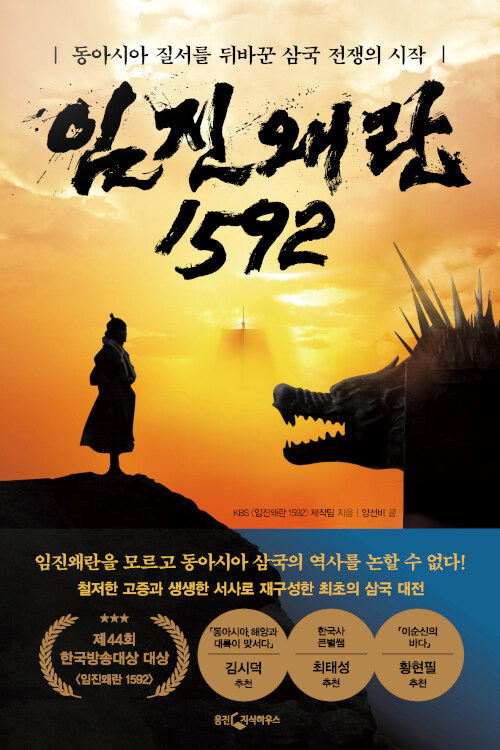 | 동아시아 질서를 뒤바꾼 삼국 전쟁의 시작 |
임진왜란
1592
KBS 〈임진왜란 1592〉 제작팀 지음 | 양선비 글
임진왜란을 모르고 동아시아 삼국의 역사를 논할 수 없다!
철저한 고증과 생생한 서사로 재구성한 최초의 삼국 대전
★★★
제44회
한국방송대상 대상
〈임진왜란 1592〉
『동아시아, 해양과
대륙이 맞서다』
김시덕
추천
한국사
큰별쌤
최태성
추천
『이순신의
바다』
황현필
추천
웅진 지식하우스